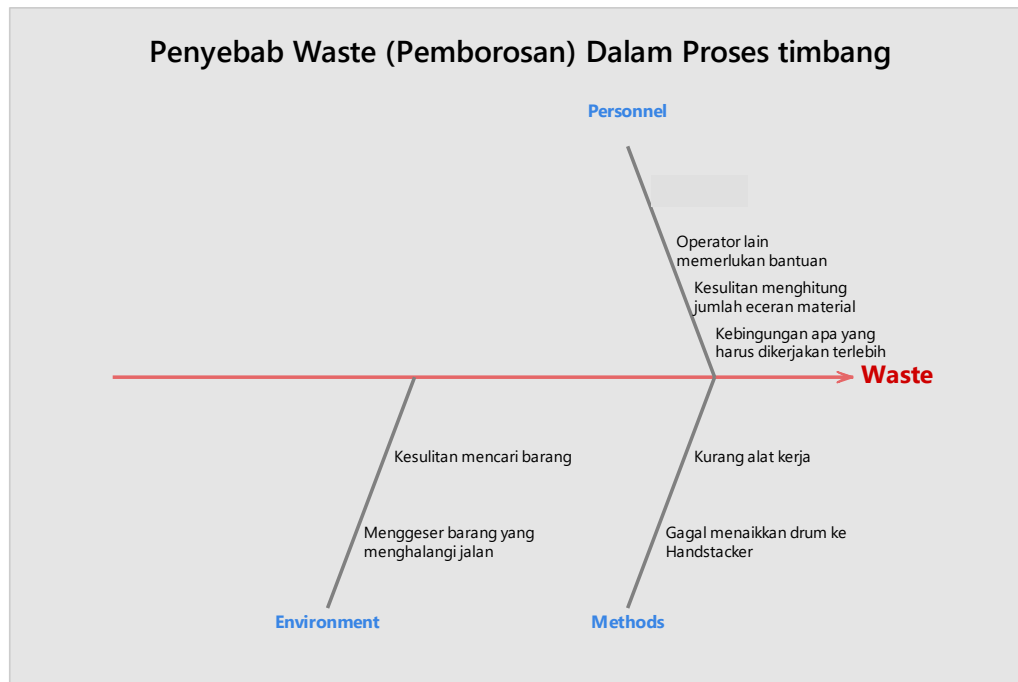 Penyebab Waste (Pemborosan) Dalam Proses timbang
Personnel
Operator lain
memerlukan bantuan
Kesulitan menghitung
jumlah eceran material
Kebingungan apa yang
harus dikerjakan terlebih
Waste
Kesulitan mencari barang
Menggeser barang yang
menghalangi jalan
Environment
Kurang alat kerja
Gagal menaikkan drum ke
Handstacker
Methods